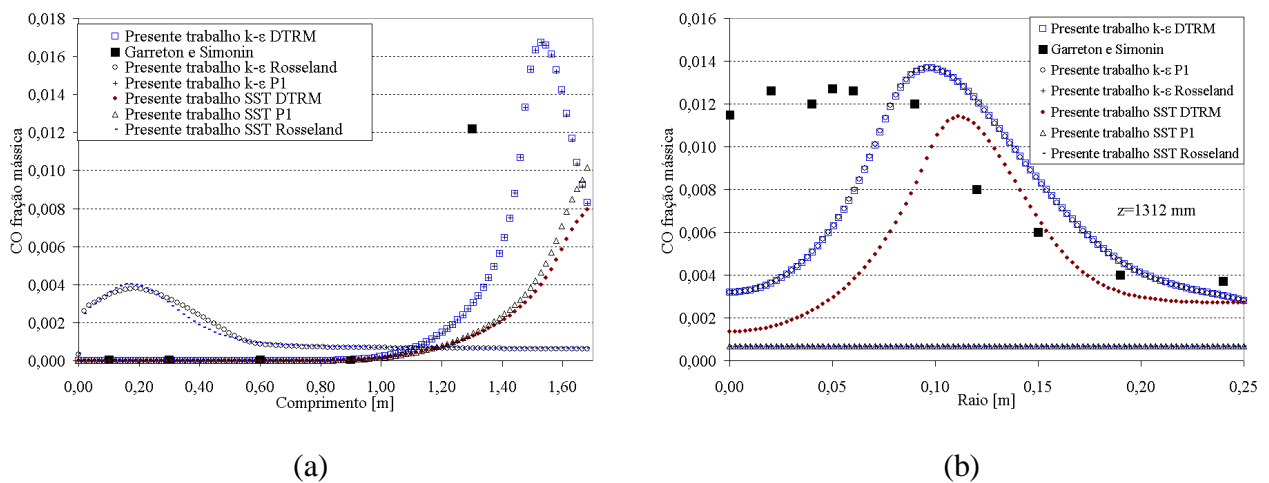 0,018
0,016
0,014
0,012
0,010
0,008
0,006
0,004
0,002
0,000
CO fração mássica
Presente trabalho k-ε DTRM
Garreton e Simonin
Presente trabalho k-ε Rosseland
Presente trabalho k-ε P1
Presente trabalho SST DTRM
Presente trabalho SST P1
Presente trabalho SST Rosseland
0,00 0,20 0,40 0,60 0,80 1,00 1,20 1,40 1,60
Comprimento [m]
(a)
0,016
0,014
0,012
0,010
0,008
0,006
0,004
0,002
0,000
CO fração mássica
Presente trabalho k-ε DTRM
Garreton e Simonin
Presente trabalho k-ε P1
Presente trabalho k-ε Rosseland
Presente trabalho SST DTRM
Presente trabalho SST P1
Presente trabalho SST Rosseland
z=1312 mm
0,00 0,05 0,10 0,15 0,20 0,25
Raio [m]
(b)